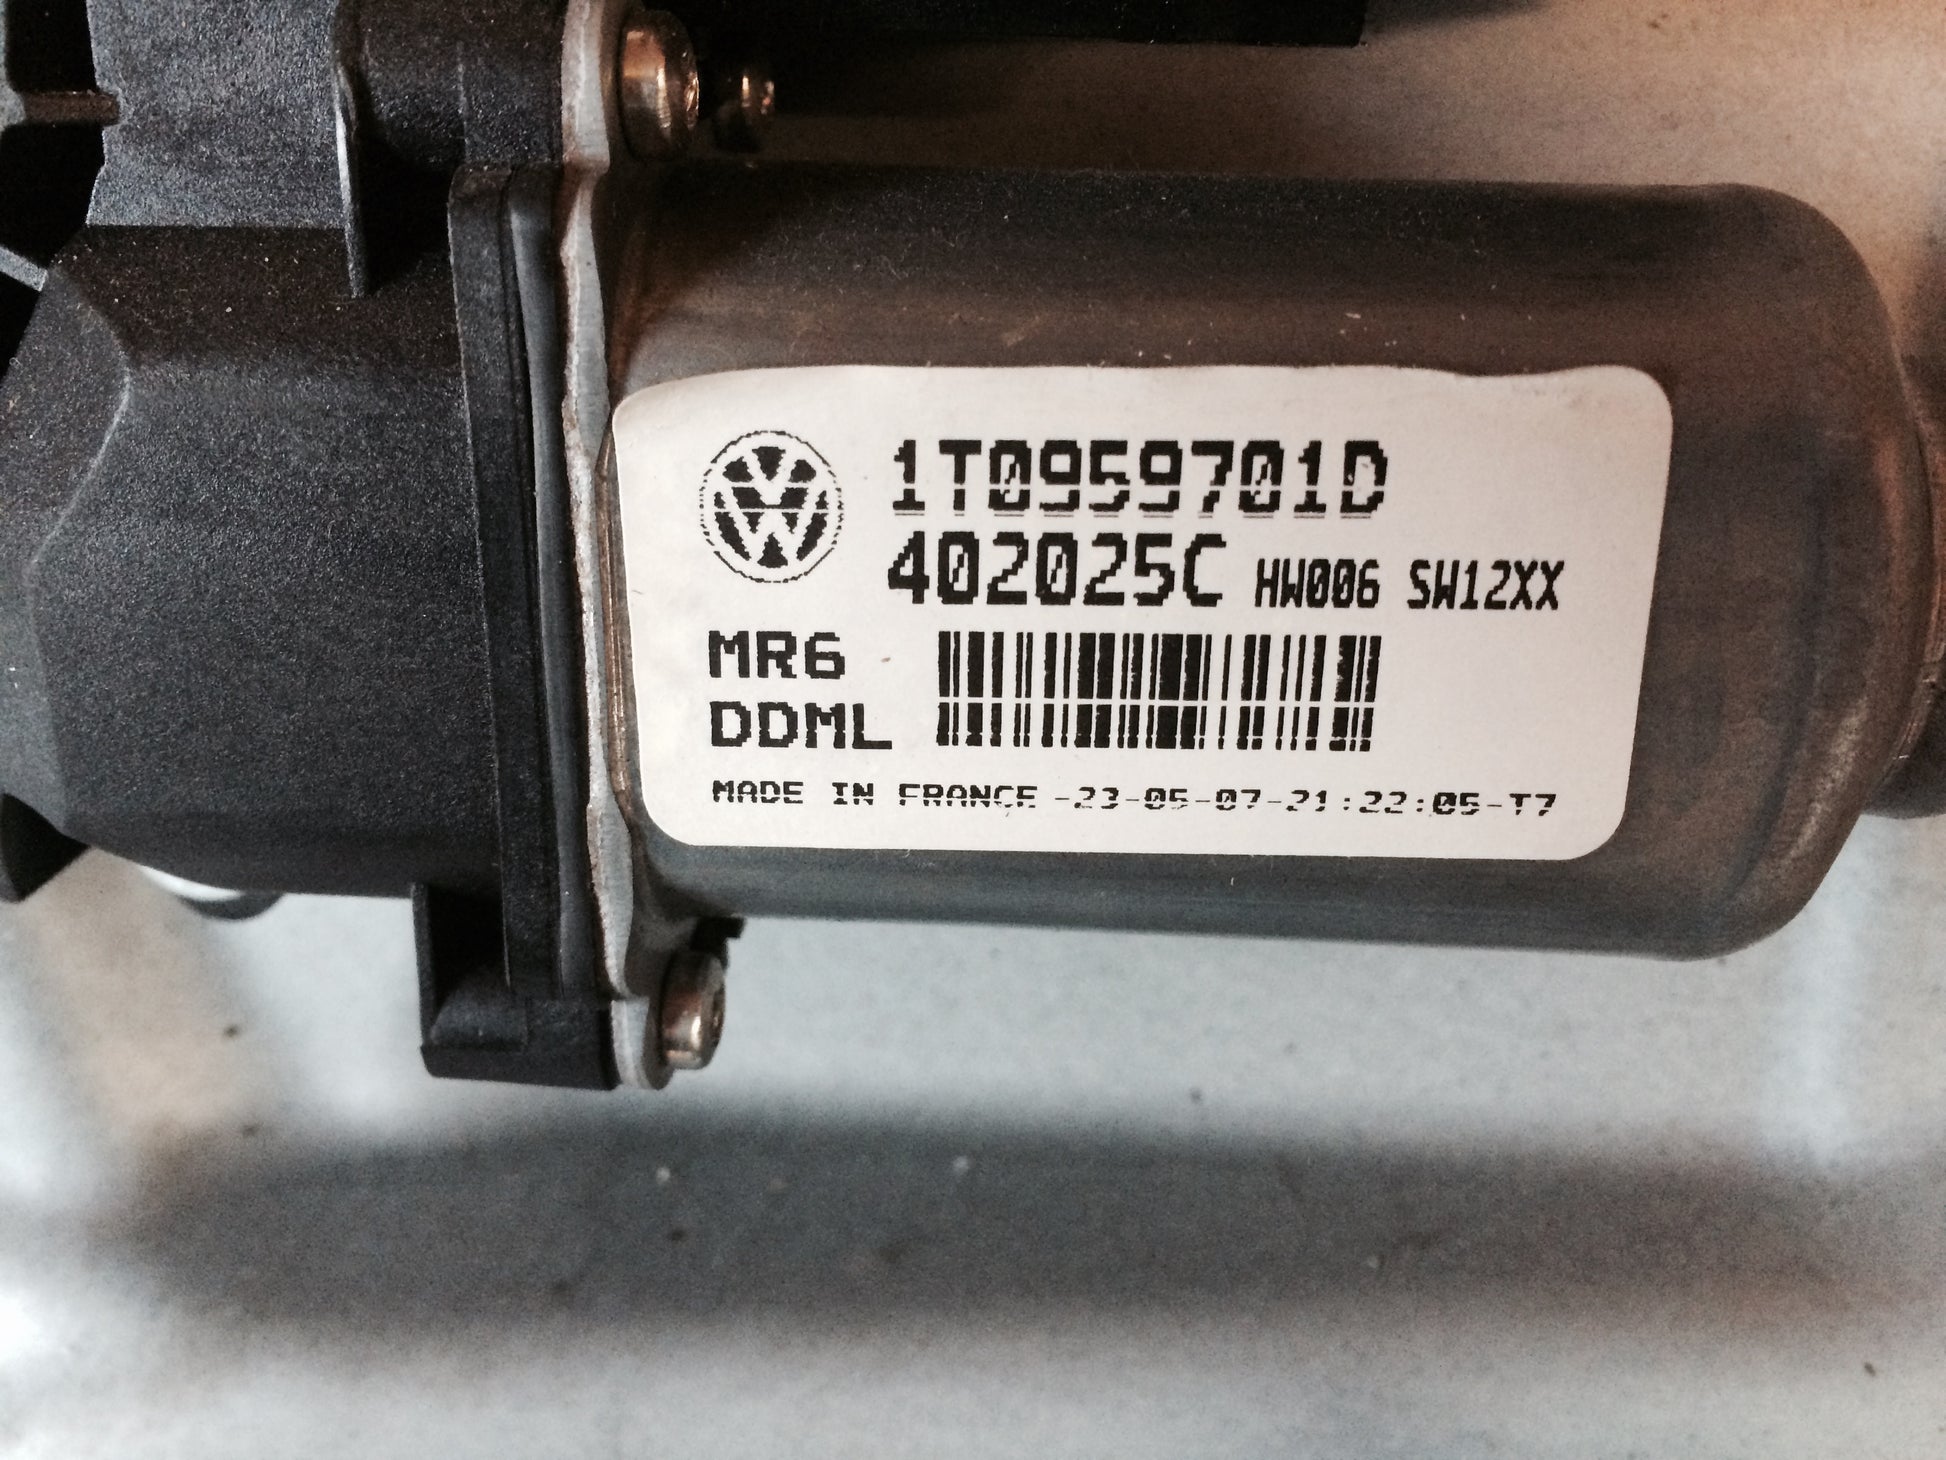 1T0959701D
402025C HW006 SW12XX
MR6
DDML
MADE IN FRANCE -23-05-07-21:22:05-T7